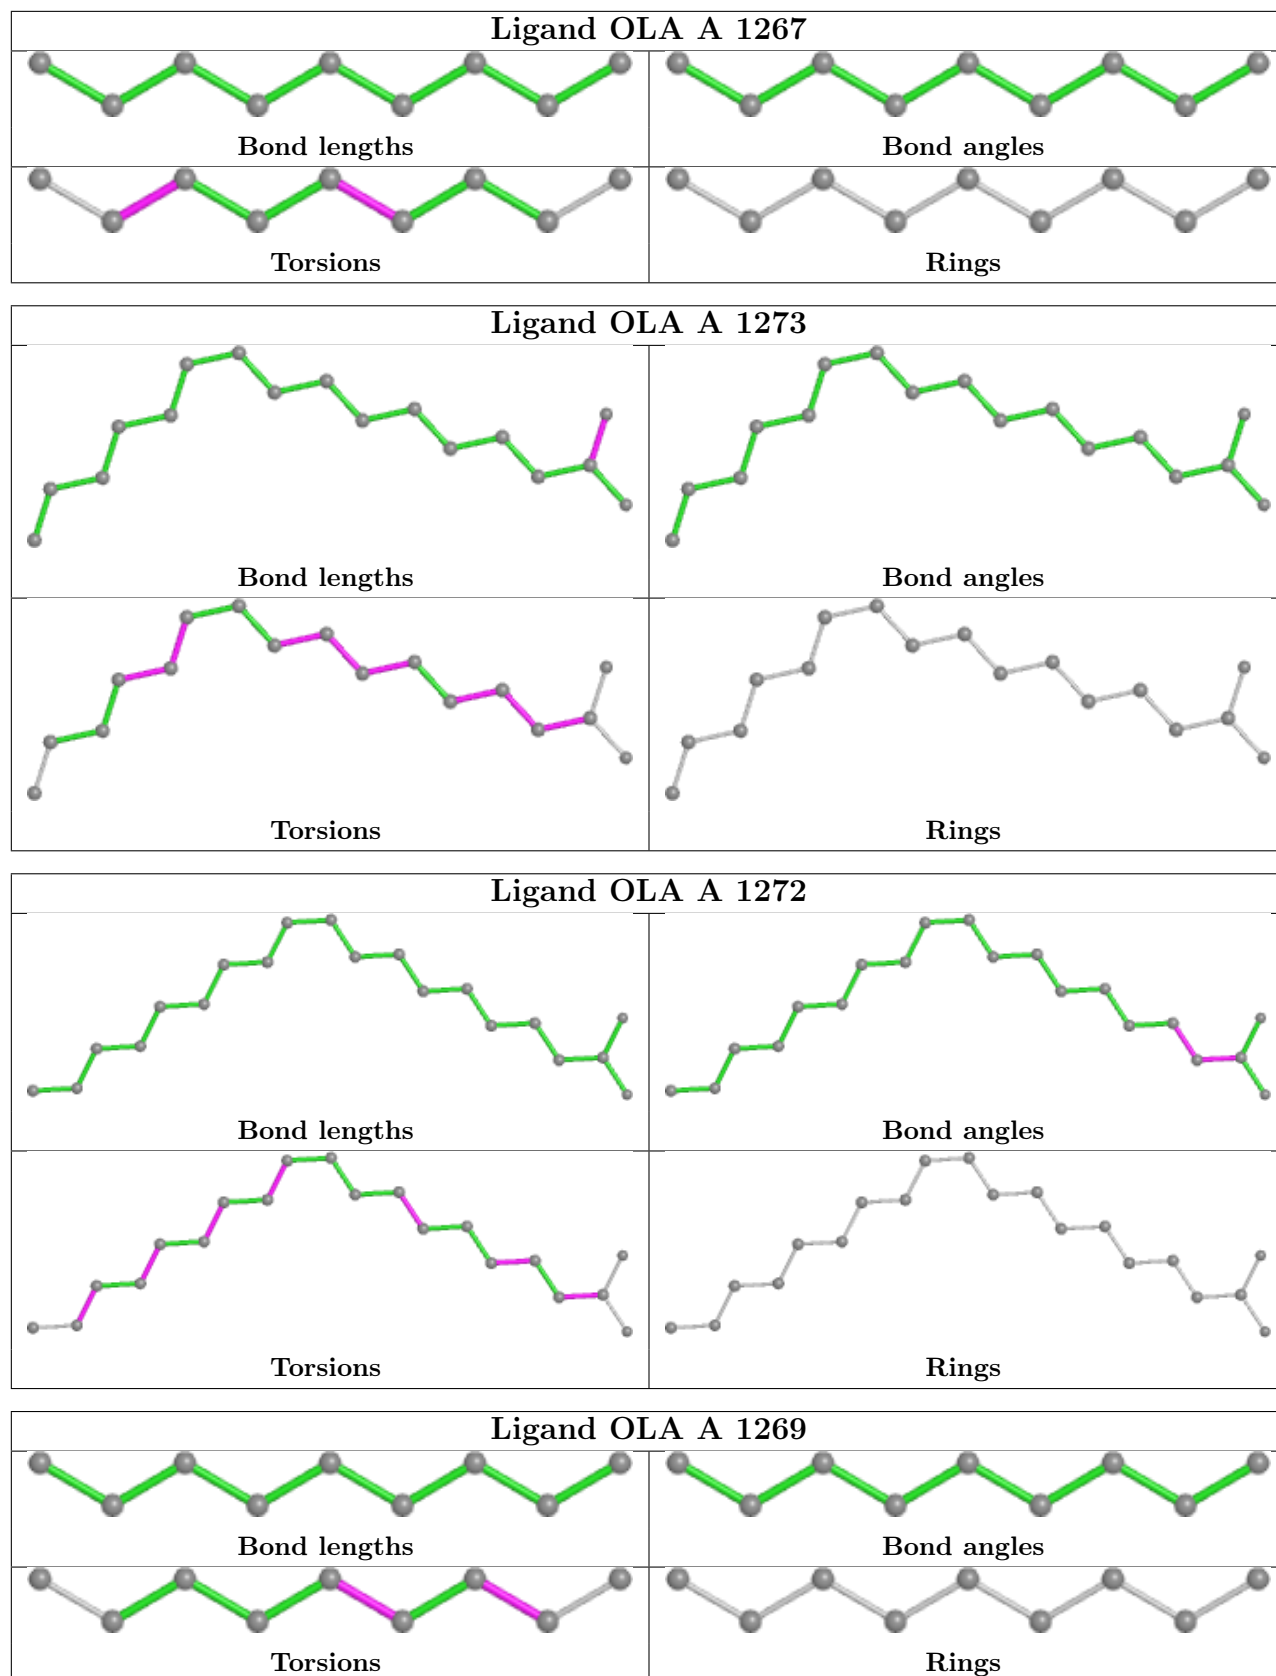 Ligand OLA A 1267
Bond lengths
Bond angles
Torsions
Rings
Ligand OLA A 1273
Bond lengths
Bond angles
Torsions
Rings
Ligand OLA A 1272
Bond lengths
Bond angles
Torsions
Rings
Ligand OLA A 1269
Bond lengths
Bond angles
Torsions
Rings